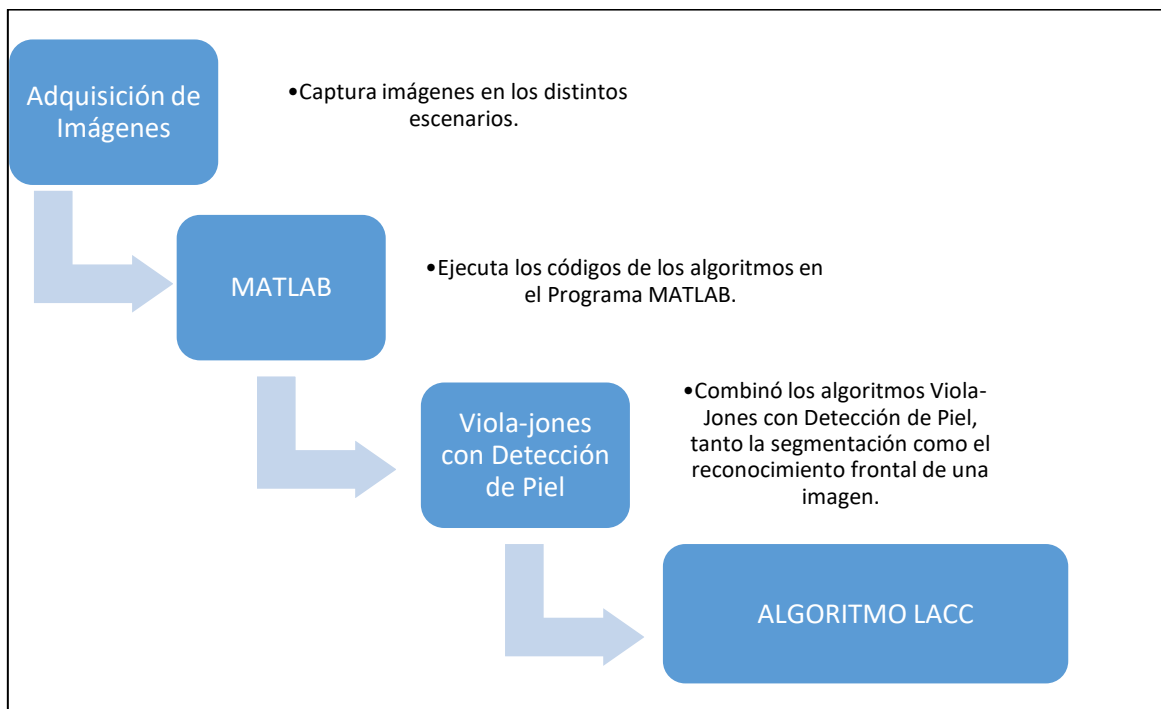 Adquisición de
Imágenes
•Captura imágenes en los distintos
escenarios.
MATLAB
•Ejecuta los códigos de los algoritmos en
el Programa MATLAB.
Viola-jones
con Detección
de Piel
•Combinó los algoritmos Viola-
Jones con Detección de Piel,
tanto la segmentación como el
reconocimiento frontal de una
imagen.
ALGORITMO LACC